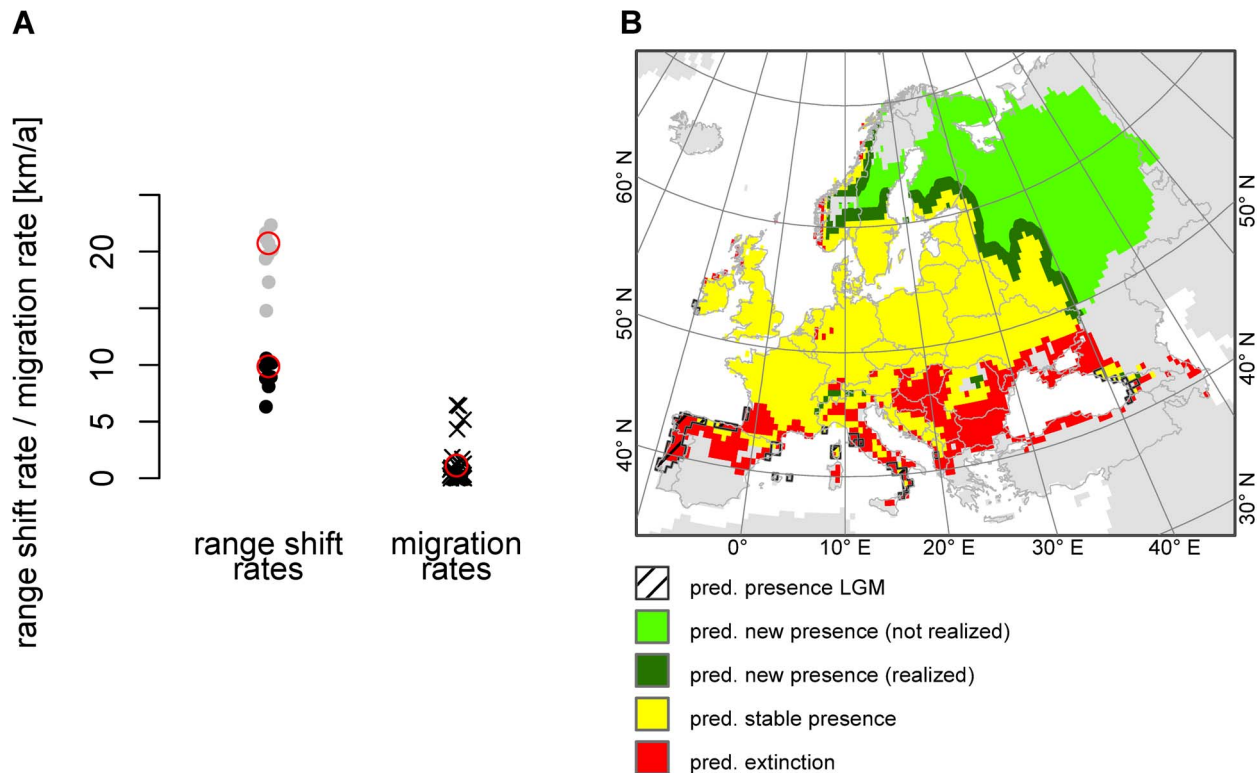 A
range shift rate / migration rate [km/a]
20
10
5
0
range shift
rates
migration
rates
B
60° N
50° N
40° N
50° N
40° N
30° N
0°
10° E
20° E
30° E
40° E
pred. presence LGM
pred. new presence (not realized)
pred. new presence (realized)
pred. stable presence
pred. extinction